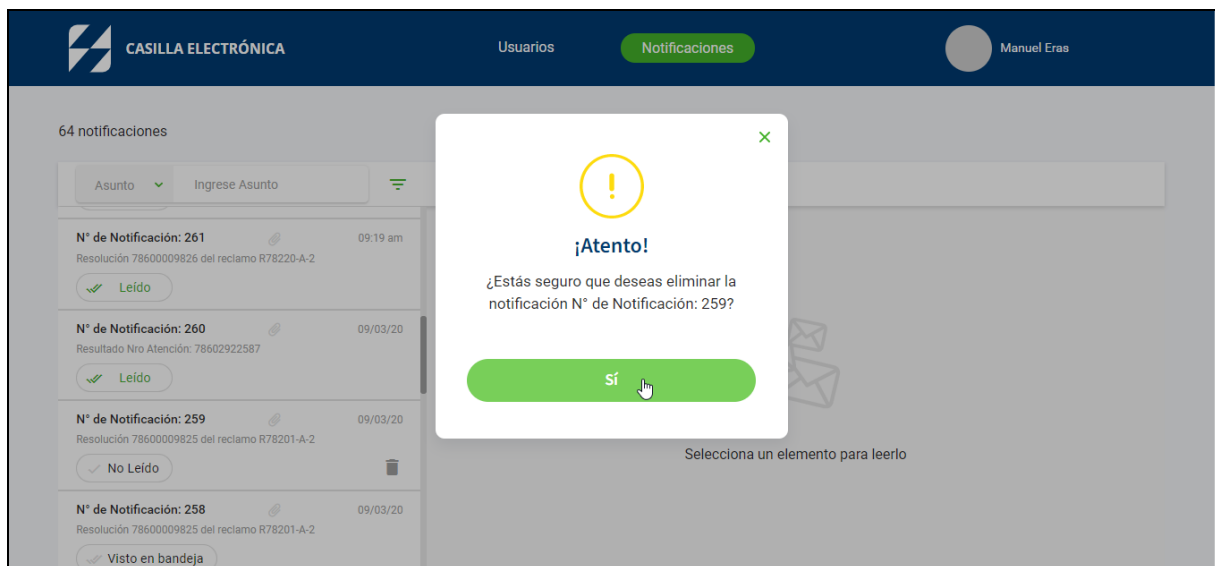 CASILLA ELECTRÓNICA
Usuarios
Notificaciones
Manuel Eras
64 notificaciones
Asunto
Ingrese Asunto
N° de Notificación: 261
09:19 am
Resolución 78600009826 del reclamo R78220-A-2
Leído
N° de Notificación: 260
09/03/20
Resultado Nro Atención: 78602922587
Leído
N° de Notificación: 259
09/03/20
Resolución 78600009825 del reclamo R78201-A-2
No Leído
N° de Notificación: 258
09/03/20
Resolución 78600009825 del reclamo R78201-A-2
Visto en bandeja
¡Atento!
¿Estás seguro que deseas eliminar la
notificación N° de Notificación: 259?
Sí
Selecciona un elemento para leerlo